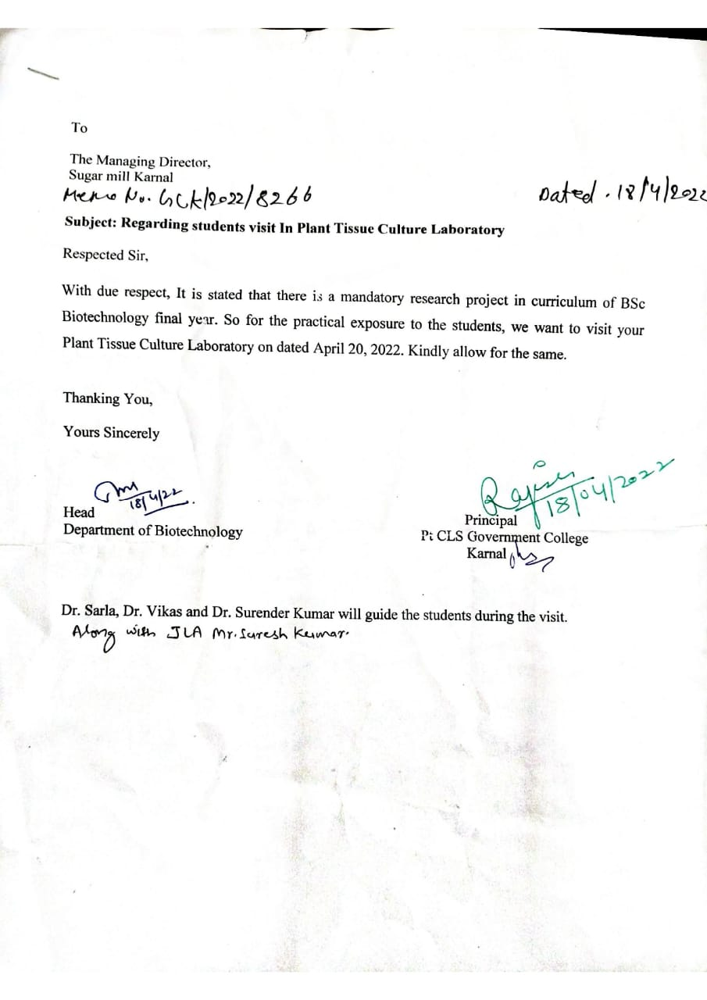 To
The Managing Director,
Sugar mill Karnal
Memo No. GCK/2022/8266
Dated . 18/4/2022
Subject: Regarding students visit In Plant Tissue Culture Laboratory
Respected Sir,
With due respect, It is stated that there is a mandatory research project in curriculum of BSc
Biotechnology final year. So for the practical exposure to the students, we want to visit your
Plant Tissue Culture Laboratory on dated April 20, 2022. Kindly allow for the same.
Thanking You,
Yours Sincerely
18/4/22
18/04/2022
Head
Department of Biotechnology
Principal
Pt CLS Government College
Karnal
Dr. Sarla, Dr. Vikas and Dr. Surender Kumar will guide the students during the visit.
Along with JLA Mr. Suresh Kumar.